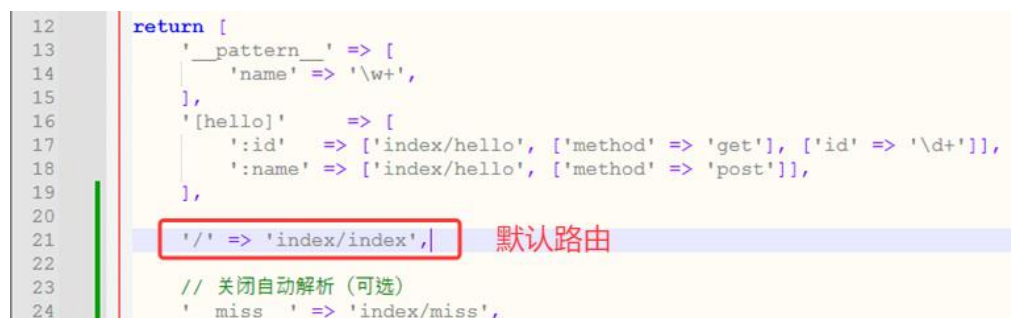 12 return [
13 '__pattern__' => [
14 'name' => '\w+',
15 ],
16 '[hello]' => [
17 ':id' => ['index/hello', ['method' => 'get'], ['id' => '\d+']],
18 ':name' => ['index/hello', ['method' => 'post']],
19 ],
20
21 '/' => 'index/index', 默认路由
22
23 // 关闭自动解析（可选）
24 '__miss__' => 'index/miss',